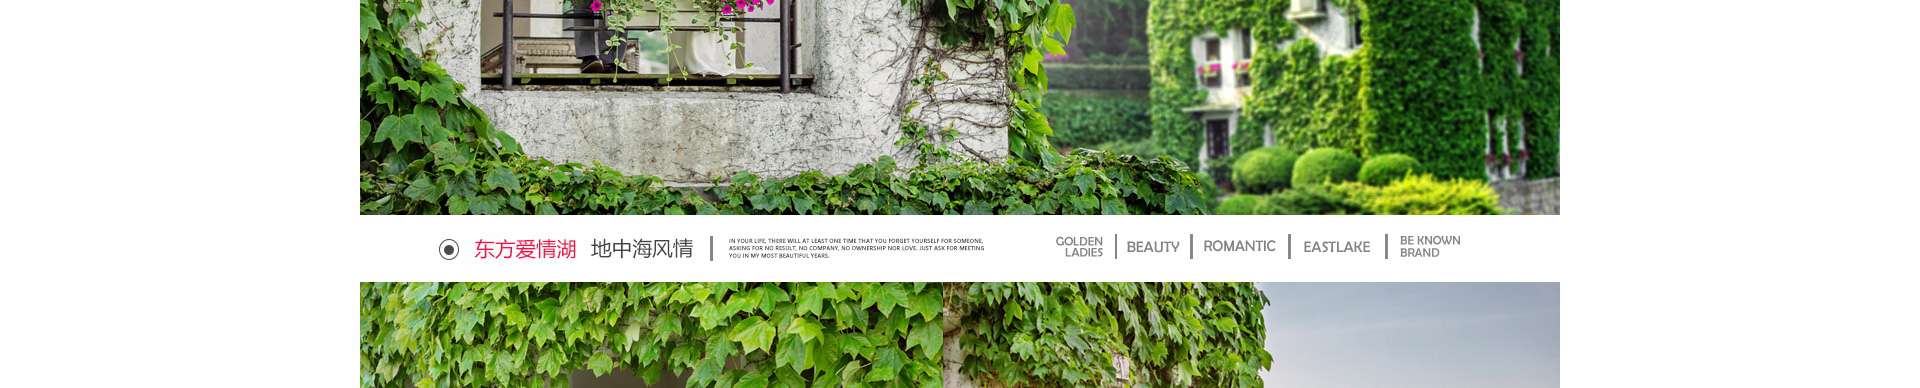 东方爱情湖 地中海风情
IN YOUR LIFE, THERE WILL AT LEAST ONE TIME THAT YOU FORGET YOURSELF FOR SOMEONE,
ASKING FOR NO RESULT, NO COMPANY, NO OWNERSHIP NOR LOVE. JUST ASK FOR MEETING
YOU IN MY MOST BEAUTIFUL YEARS.
GOLDEN
LADIES
BEAUTY
ROMANTIC
EASTLAKE
BE KNOWN
BRAND